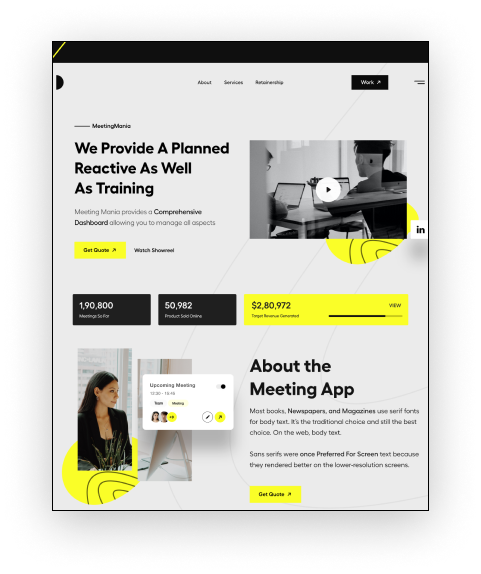 About Services Retainership
Work
MeetingMania
We Provide A Planned
Reactive As Well
As Training
Meeting Mania provides a Comprehensive
Dashboard allowing you to manage all aspects
Get Quote
Watch Showreel
in
1,90,800
Meetings So Far
50,982
Product Sold Online
$2,80,972
Target Revenue Generated
VIEW
Upcoming Meeting
Team Meeting
About the
Meeting App
Most books, Newspapers, and Magazines use serif fonts
for body text. It's the traditional choice and still the best
choice. On the web, body text.
Sans serifs were once Preferred For Screen text because
they rendered better on the lower-resolution screens.
Get Quote